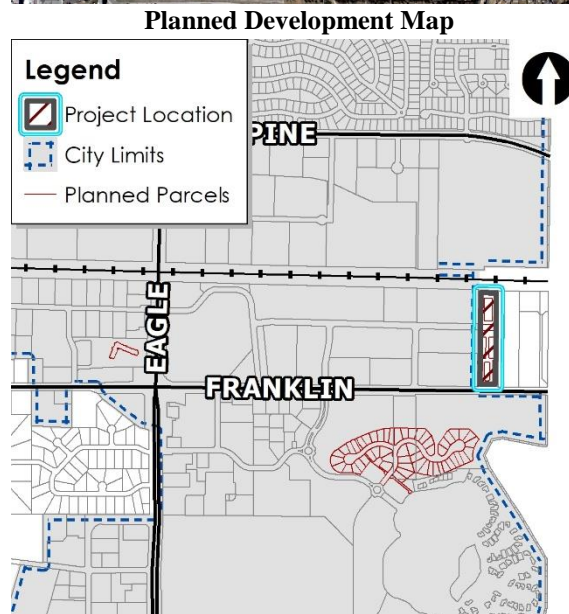 Planned Development Map
Legend
Project Location
City Limits
Planned Parcels
PINE
EAGLE
FRANKLIN